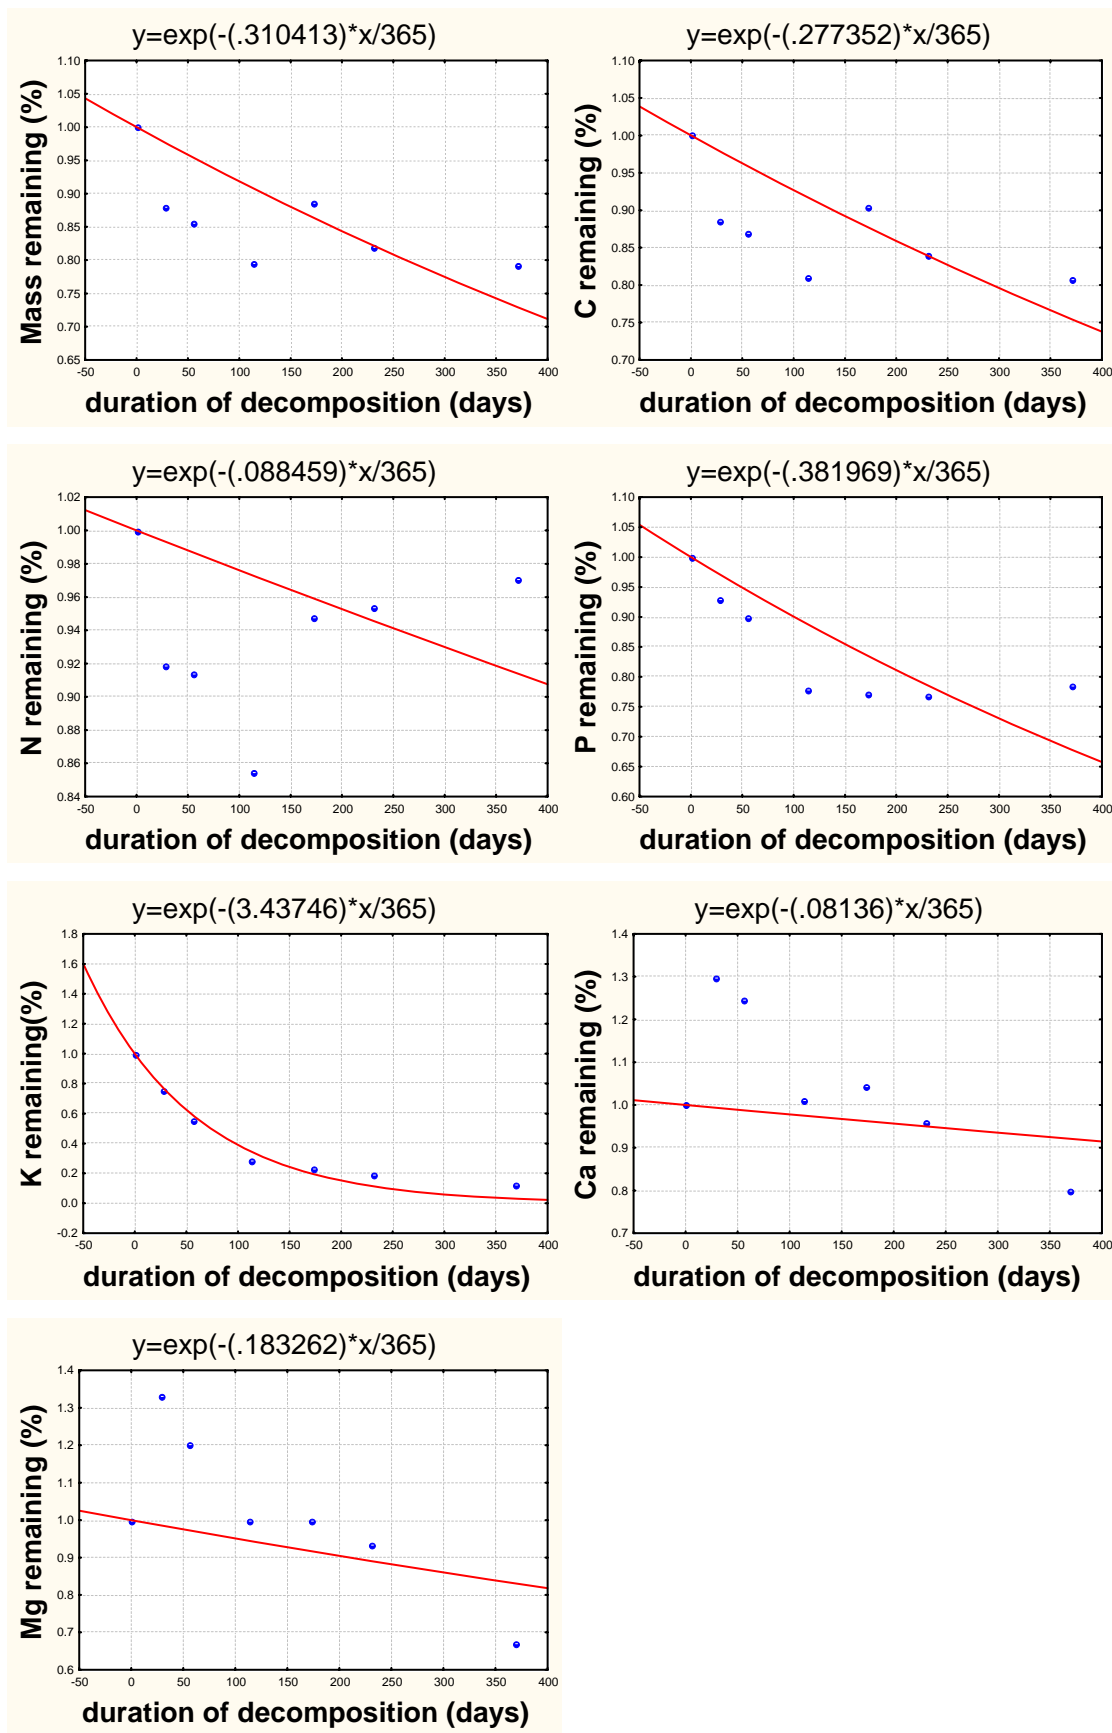 y=exp(-(.310413)*x/365)
1.10
1.05
1.00
0.95
0.90
0.85
0.80
0.75
0.70
0.65
Mass remaining (%)
-50 0 50 100 150 200 250 300 350 400
duration of decomposition (days)
y=exp(-(.277352)*x/365)
1.10
1.05
1.00
0.95
0.90
0.85
0.80
0.75
0.70
C remaining (%)
-50 0 50 100 150 200 250 300 350 400
duration of decomposition (days)
y=exp(-(.088459)*x/365)
1.02
1.00
0.98
0.96
0.94
0.92
0.90
0.88
0.86
0.84
N remaining (%)
-50 0 50 100 150 200 250 300 350 400
duration of decomposition (days)
y=exp(-(.381969)*x/365)
1.10
1.05
1.00
0.95
0.90
0.85
0.80
0.75
0.70
0.65
0.60
P remaining (%)
-50 0 50 100 150 200 250 300 350 400
duration of decomposition (days)
y=exp(-(3.43746)*x/365)
1.8
1.6
1.4
1.2
1.0
0.8
0.6
0.4
0.2
0.0
-0.2
K remaining(%)
-50 0 50 100 150 200 250 300 350 400
duration of decomposition (days)
y=exp(-(.08136)*x/365)
1.4
1.3
1.2
1.1
1.0
0.9
0.8
0.7
Ca remaining (%)
-50 0 50 100 150 200 250 300 350 400
duration of decomposition (days)
y=exp(-(.183262)*x/365)
1.4
1.3
1.2
1.1
1.0
0.9
0.8
0.7
0.6
Mg remaining (%)
-50 0 50 100 150 200 250 300 350 400
duration of decomposition (days)